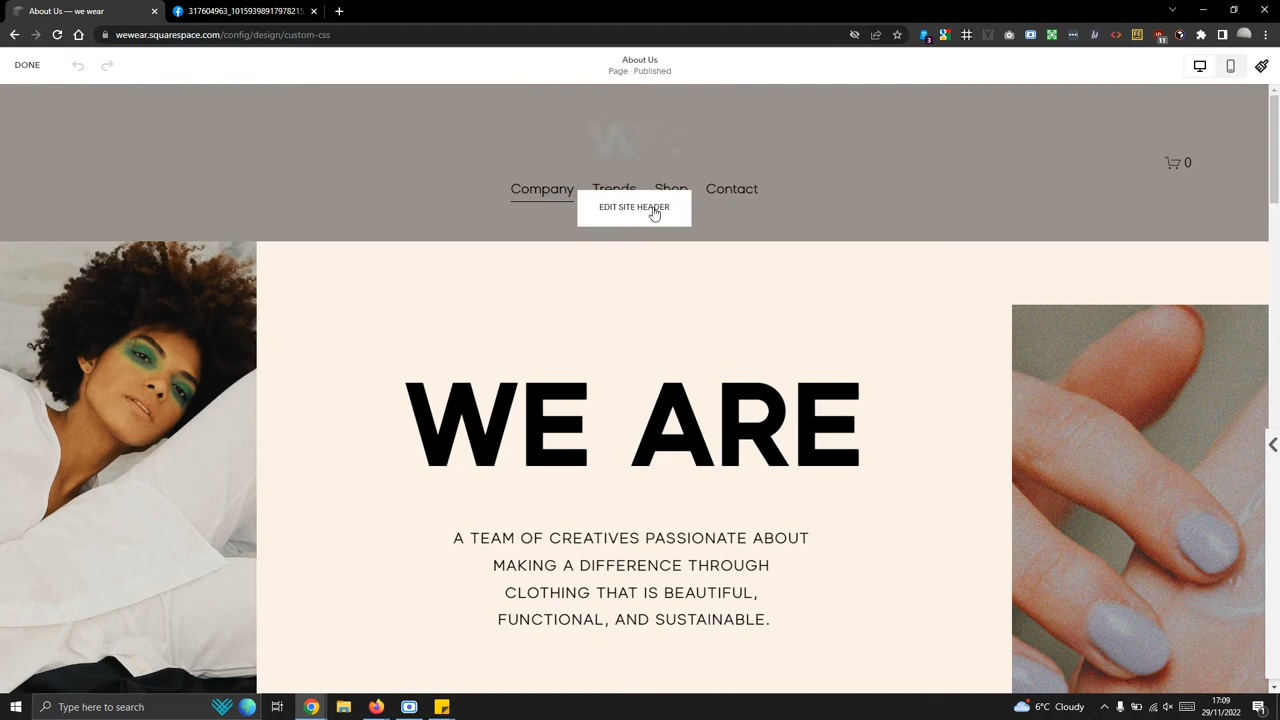 About Us — we wear
317604963_10159398917978215
wewear.squarespace.com/config/design/custom-css
DONE
About Us
Page · Published
0
Company Trends Shop Contact
EDIT SITE HEADER
WE ARE
A TEAM OF CREATIVES PASSIONATE ABOUT
MAKING A DIFFERENCE THROUGH
CLOTHING THAT IS BEAUTIFUL,
FUNCTIONAL, AND SUSTAINABLE.
Type here to search
6°C Cloudy
17:09
29/11/2022